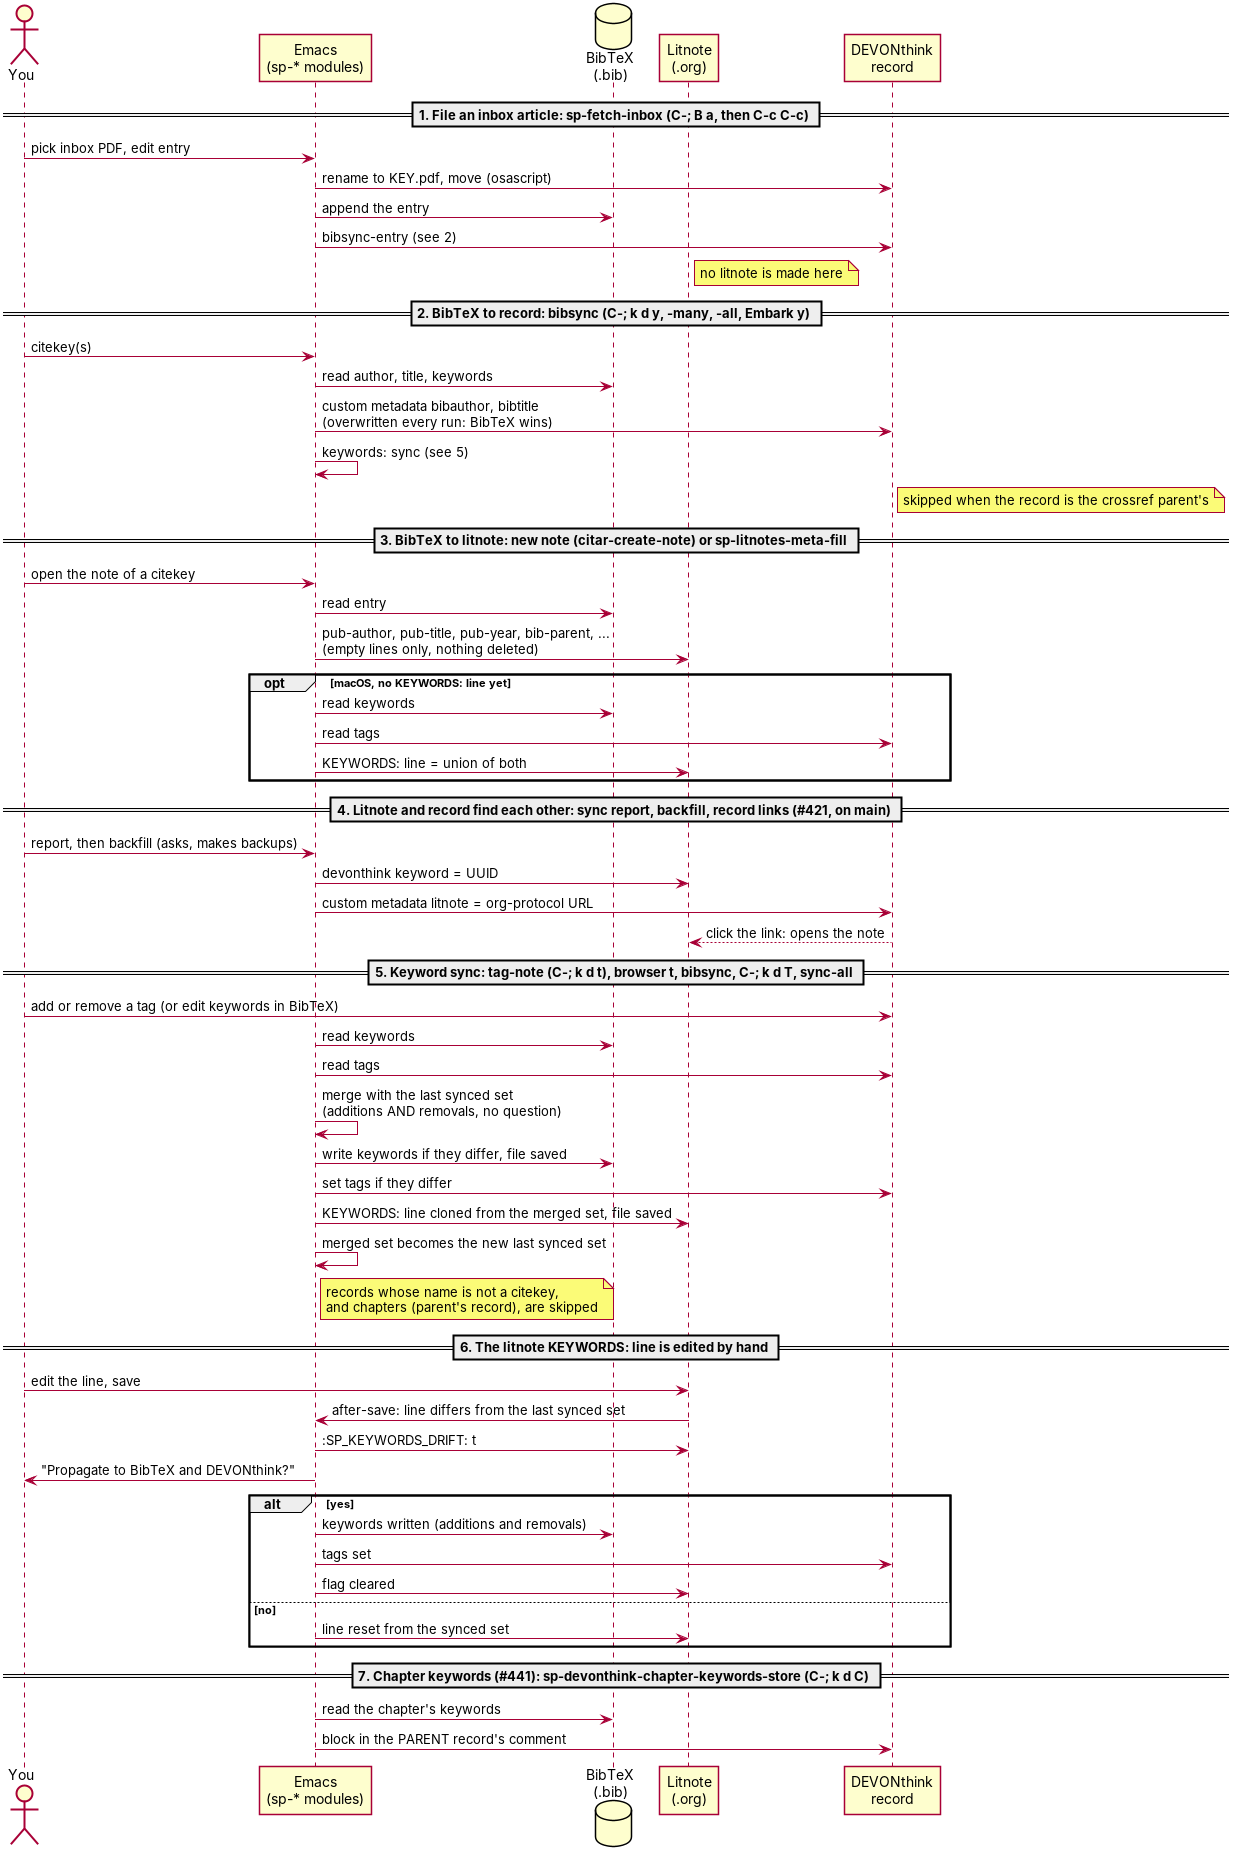 You
Emacs
(sp-* modules)
BibTeX
(.bib)
Litnote
(.org)
DEVONthink
record
1. File an inbox article: sp-fetch-inbox (C-; B a, then C-c C-c)
pick inbox PDF, edit entry
rename to KEY.pdf, move (osascript)
append the entry
bibsync-entry (see 2)
no litnote is made here
2. BibTeX to record: bibsync (C-; k d y, -many, -all, Embark y)
citekey(s)
read author, title, keywords
custom metadata bibauthor, bibtitle
(overwritten every run: BibTeX wins)
keywords: sync (see 5)
skipped when the record is the crossref parent's
3. BibTeX to litnote: new note (citar-create-note) or sp-litnotes-meta-fill
open the note of a citekey
read entry
pub-author, pub-title, pub-year, bib-parent, ...
(empty lines only, nothing deleted)
opt
[macOS, no KEYWORDS: line yet]
read keywords
read tags
KEYWORDS: line = union of both
4. Litnote and record find each other: sync report, backfill, record links (#421, on main)
report, then backfill (asks, makes backups)
devonthink keyword = UUID
custom metadata litnote = org-protocol URL
click the link: opens the note
5. Keyword sync: tag-note (C-; k d t), browser t, bibsync, C-; k d T, sync-all
add or remove a tag (or edit keywords in BibTeX)
read keywords
read tags
merge with the last synced set
(additions AND removals, no question)
write keywords if they differ, file saved
set tags if they differ
KEYWORDS: line cloned from the merged set, file saved
merged set becomes the new last synced set
records whose name is not a citekey,
and chapters (parent's record), are skipped
6. The litnote KEYWORDS: line is edited by hand
edit the line, save
after-save: line differs from the last synced set
:SP_KEYWORDS_DRIFT: t
"Propagate to BibTeX and DEVONthink?"
alt
[yes]
keywords written (additions and removals)
tags set
flag cleared
[no]
line reset from the synced set
7. Chapter keywords (#441): sp-devonthink-chapter-keywords-store (C-; k d C)
read the chapter's keywords
block in the PARENT record's comment
You
Emacs
(sp-* modules)
BibTeX
(.bib)
Litnote
(.org)
DEVONthink
record